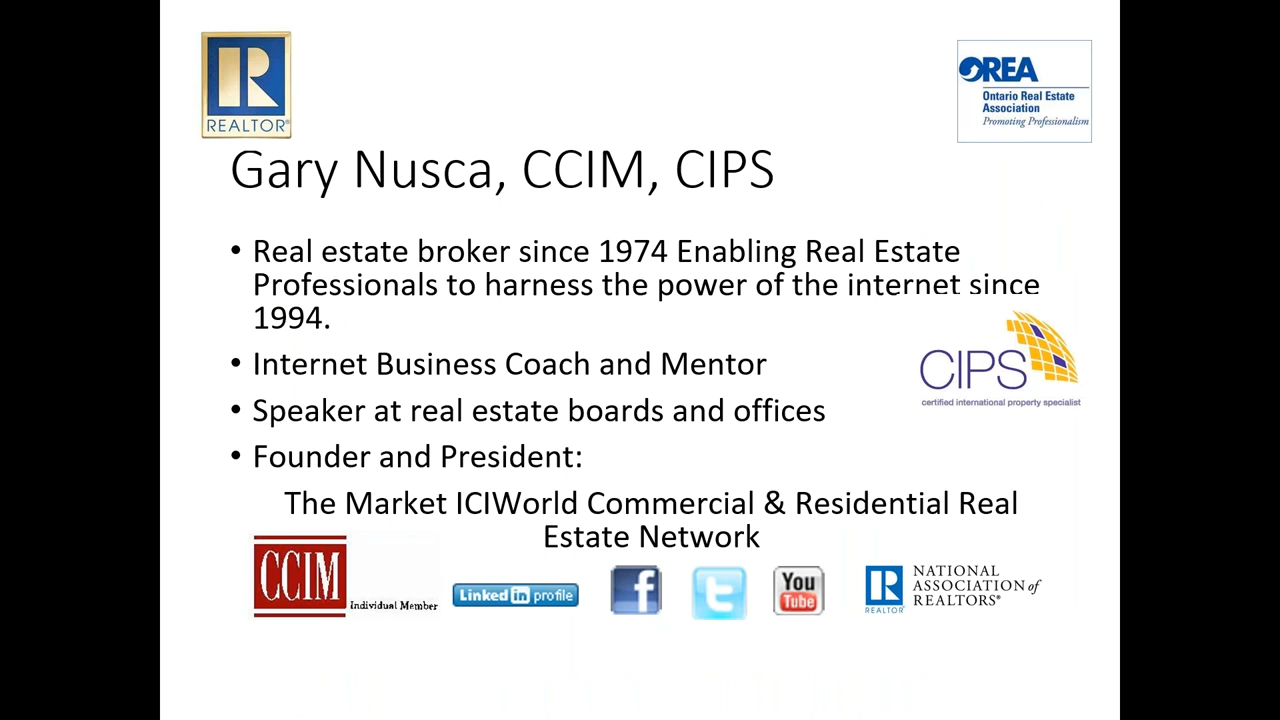 REALTOR®
OREA
Ontario Real Estate
Association
Promoting Professionalism
Gary Nusca, CCIM, CIPS
• Real estate broker since 1974 Enabling Real Estate
Professionals to harness the power of the internet since
1994.
• Internet Business Coach and Mentor
• Speaker at real estate boards and offices
• Founder and President:
The Market ICIWorld Commercial & Residential Real
Estate Network
CIPS
certified international property specialist
CCIM
Individual Member
Linked in profile
f
t
You
Tube
REALTOR®
NATIONAL
ASSOCIATION of
REALTORS®